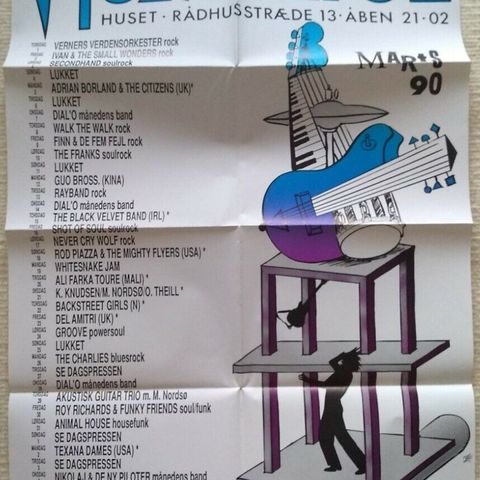 HUSET · RÅDHUSSTRÆDE 13 · ÅBEN 21-02
MARTS
90
VERNERS VERDENSORKESTER rock
IVAN & THE SMALL WONDERS rock
SECONDHAND soulrock
LUKKET
ADRIAN BORLAND & THE CITIZENS (UK)*
LUKKET
DIAL'O månedens band
WALK THE WALK rock
FINN & DE FEM FEJL rock
THE FRANKS soulrock
LUKKET
GUO BROSS. (KINA)
RAYBAND rock
DIAL'O månedens band
THE BLACK VELVET BAND (IRL) *
SHOT OF SOUL soulrock
NEVER CRY WOLF rock
ROD PIAZZA & THE MIGHTY FLYERS (USA) *
WHITESNAKE JAM
ALI FARKA TOURE (MALI) *
K. KNUDSEN/M. NORDSØ/O. THEILL *
BACKSTREET GIRLS (N) *
DEL AMITRI (UK) *
GROOVE powersoul
LUKKET
THE CHARLIES bluesrock
SE DAGSPRESSEN
DIAL'O månedens band
AKUSTISK GUITAR TRIO m. M. Nordsø
ROY RICHARDS & FUNKY FRIENDS soul/funk
ANIMAL HOUSE housefunk
SE DAGSPRESSEN
TEXANA DAMES (USA) *
SE DAGSPRESSEN
NIKOLAJ & DE NY PILOTER månedens band